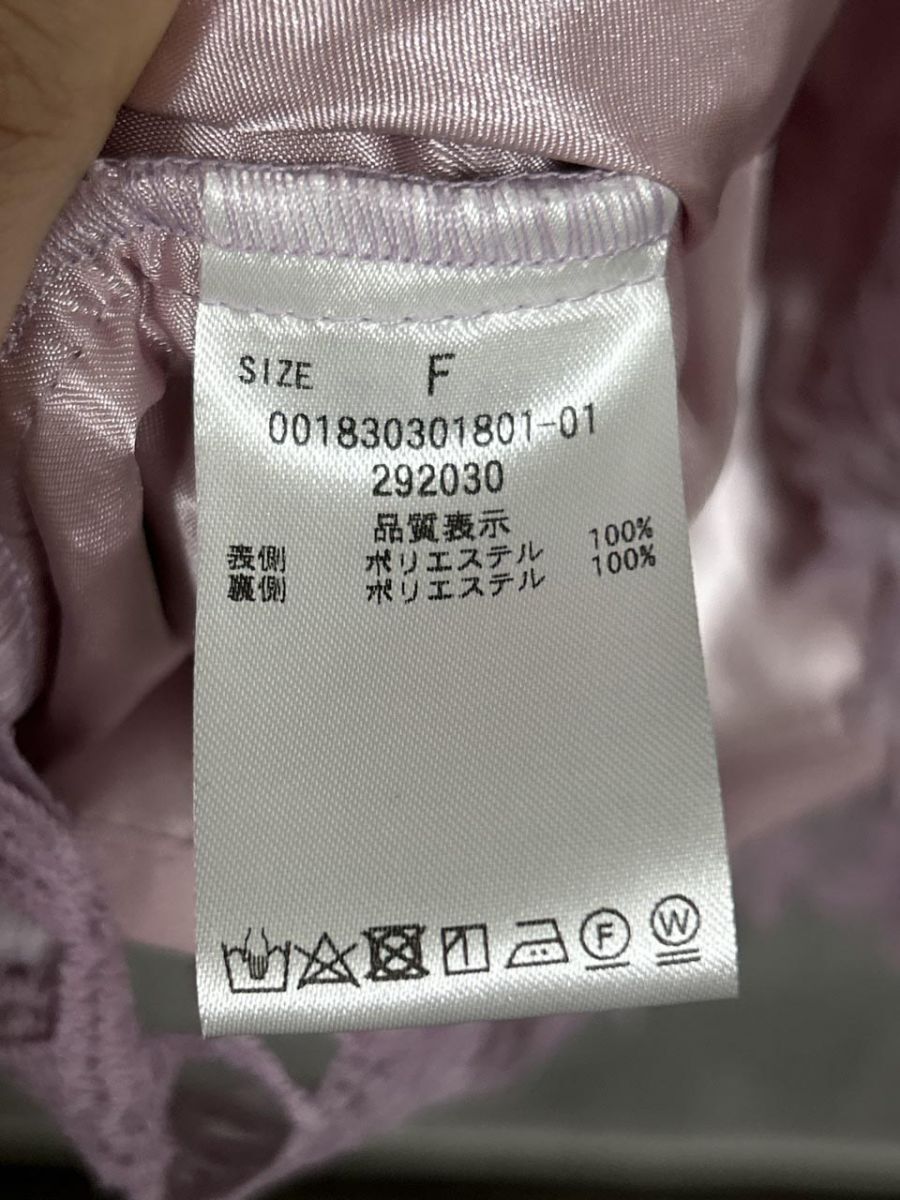 SIZE F
001830301801-01
292030
品質表示
表側 ポリエステル 100%
裏側 ポリエステル 100%
F W